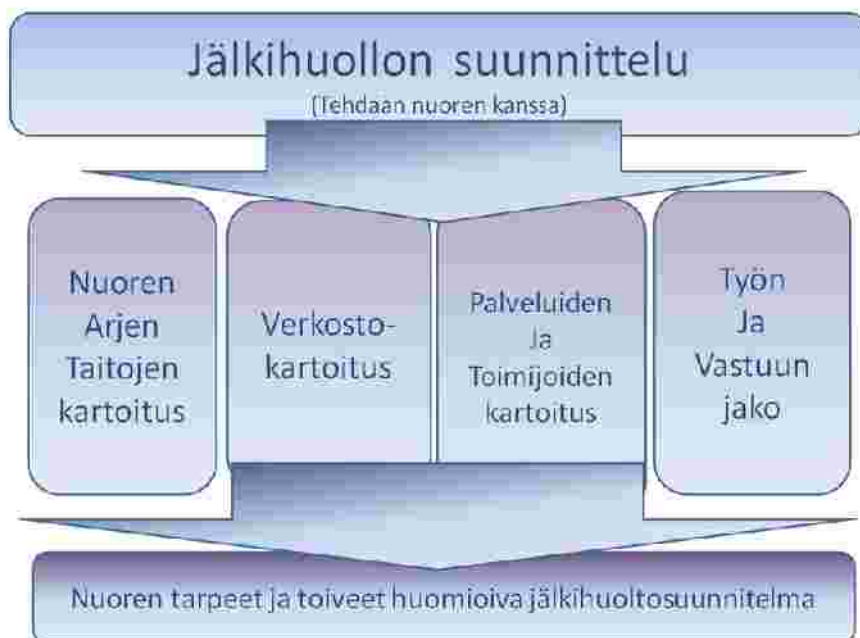 Jälkihuollon suunnittelu
(Tehdaan nuoren kanssa)
Nuoren
Arjen
Taitojen
kartoitus
Verkosto-
kartoitus
Palveluiden
Ja
Toimijoiden
kartoitus
Työn
Ja
Vastuun
jako
Nuoren tarpeet ja toiveet huomioiva jälkihuoltosuunnitelma